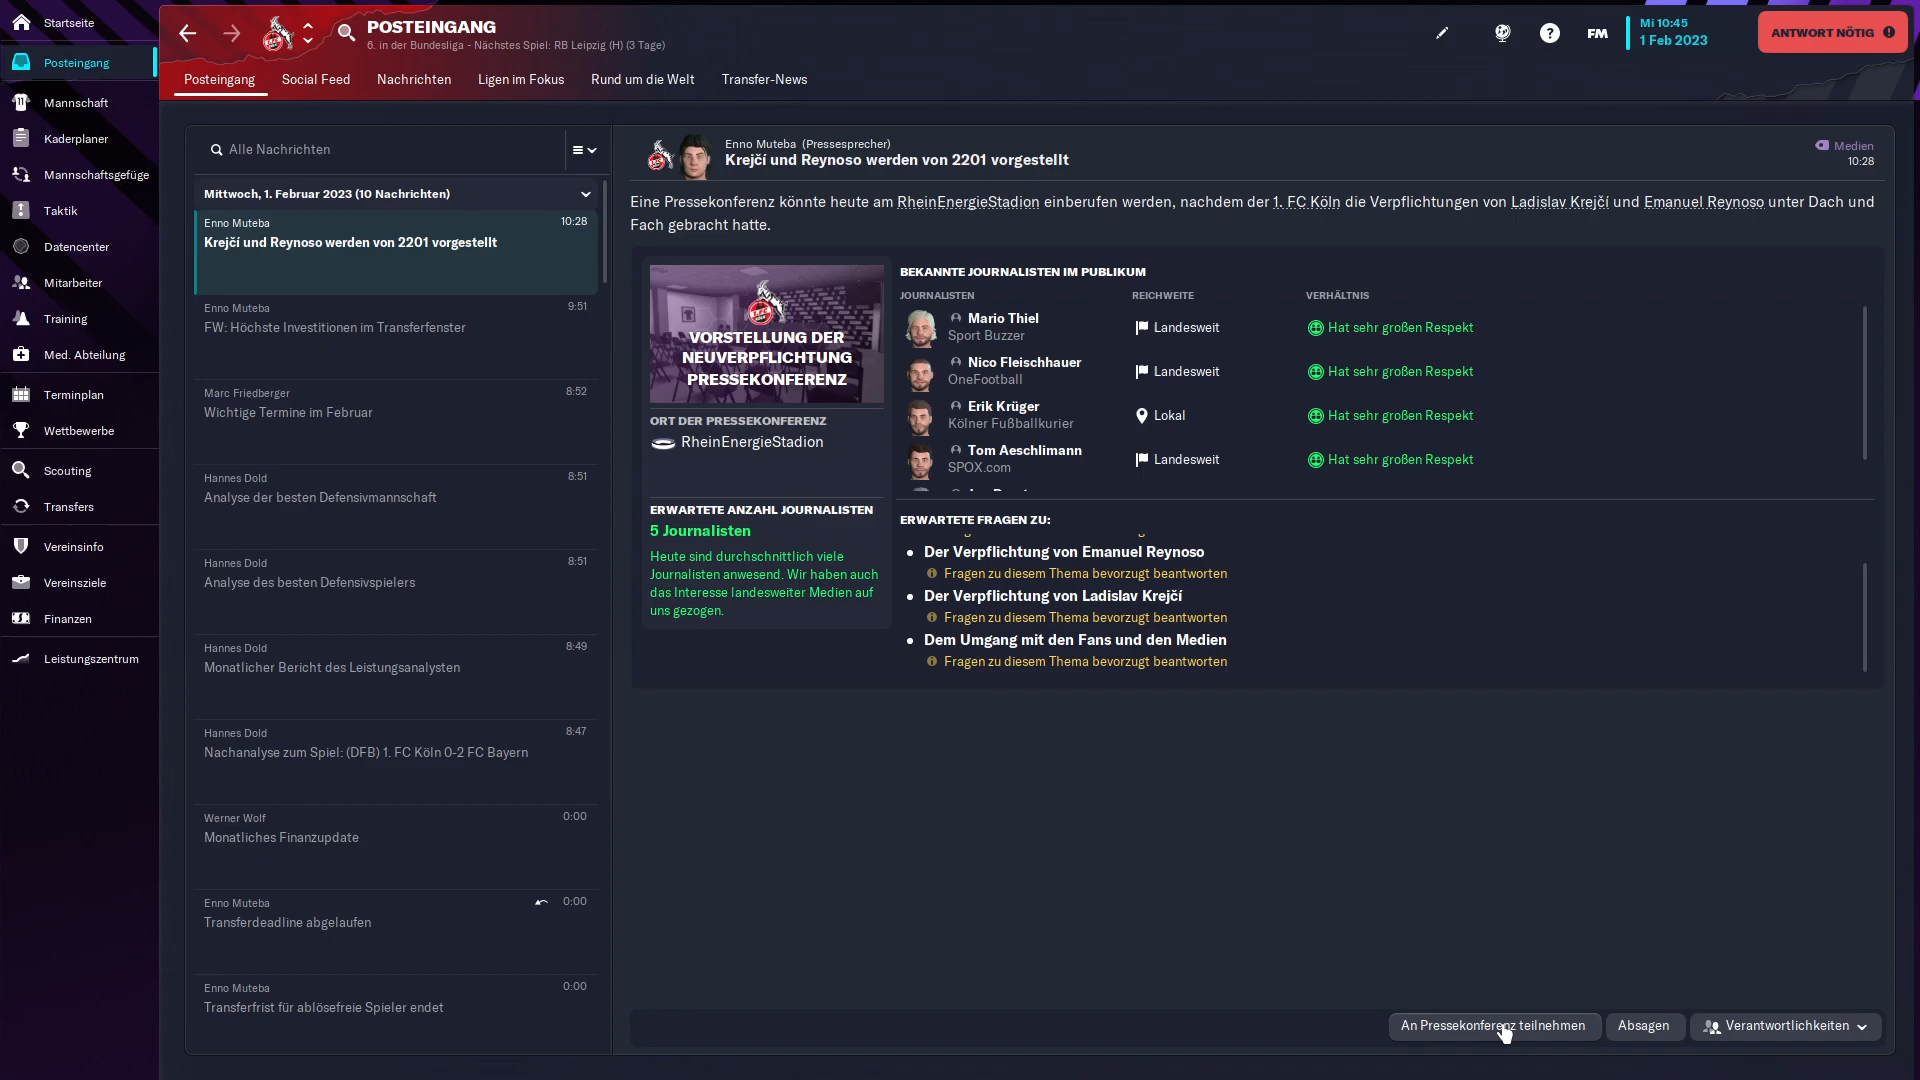 Startseite
Posteingang
Mannschaft
Kaderplaner
Mannschaftsgefüge
Taktik
Datencenter
Mitarbeiter
Training
Med. Abteilung
Terminplan
Wettbewerbe
Scouting
Transfers
Vereinsinfo
Vereinsziele
Finanzen
Leistungszentrum
POSTEINGANG
6. in der Bundesliga - Nächstes Spiel: RB Leipzig (H) (3 Tage)
FM
Mi 10:45
1 Feb 2023
ANTWORT NÖTIG
Posteingang Social Feed Nachrichten Ligen im Fokus Rund um die Welt Transfer-News
Alle Nachrichten
Mittwoch, 1. Februar 2023 (10 Nachrichten)
Enno Muteba 10:28
Krejčí und Reynoso werden von 2201 vorgestellt
Enno Muteba 9:51
FW: Höchste Investitionen im Transferfenster
Marc Friedberger 8:52
Wichtige Termine im Februar
Hannes Dold 8:51
Analyse der besten Defensivmannschaft
Hannes Dold 8:51
Analyse des besten Defensivspielers
Hannes Dold 8:49
Monatlicher Bericht des Leistungsanalysten
Hannes Dold 8:47
Nachanalyse zum Spiel: (DFB) 1. FC Köln 0-2 FC Bayern
Werner Wolf 0:00
Monatliches Finanzupdate
Enno Muteba 0:00
Transferdeadline abgelaufen
Enno Muteba 0:00
Transferfrist für ablösefreie Spieler endet
Enno Muteba (Pressesprecher)
Krejčí und Reynoso werden von 2201 vorgestellt
Medien
10:28
Eine Pressekonferenz könnte heute am RheinEnergieStadion einberufen werden, nachdem der 1. FC Köln die Verpflichtungen von Ladislav Krejčí und Emanuel Reynoso unter Dach und
Fach gebracht hatte.
VORSTELLUNG DER
NEUVERPFLICHTUNG
PRESSEKONFERENZ
ORT DER PRESSEKONFERENZ
RheinEnergieStadion
ERWARTETE ANZAHL JOURNALISTEN
5 Journalisten
Heute sind durchschnittlich viele
Journalisten anwesend. Wir haben auch
das Interesse landesweiter Medien auf
uns gezogen.
BEKANNTE JOURNALISTEN IM PUBLIKUM
JOURNALISTEN REICHWEITE VERHÄLTNIS
Mario Thiel
Sport Buzzer
Landesweit
Hat sehr großen Respekt
Nico Fleischhauer
OneFootball
Landesweit
Hat sehr großen Respekt
Erik Krüger
Kölner Fußballkurier
Lokal
Hat sehr großen Respekt
Tom Aeschlimann
SPOX.com
Landesweit
Hat sehr großen Respekt
ERWARTETE FRAGEN ZU:
Der Verpflichtung von Emanuel Reynoso
Fragen zu diesem Thema bevorzugt beantworten
Der Verpflichtung von Ladislav Krejčí
Fragen zu diesem Thema bevorzugt beantworten
Dem Umgang mit den Fans und den Medien
Fragen zu diesem Thema bevorzugt beantworten
An Pressekonferenz teilnehmen Absagen Verantwortlichkeiten